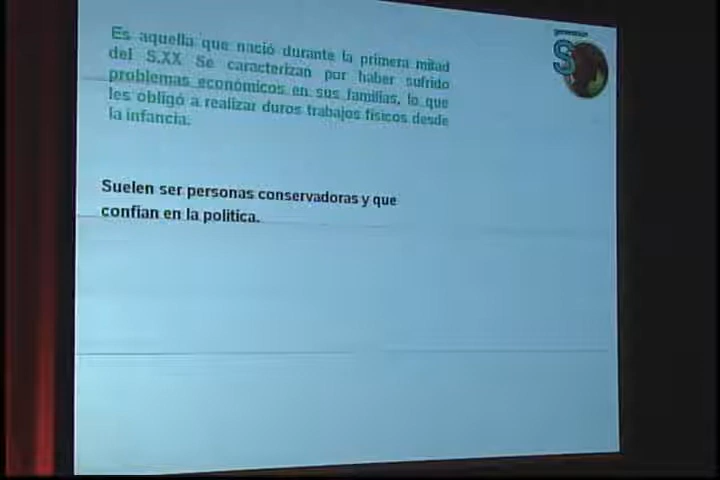 Es aquella que nació durante la primera mitad
del S.XX Se caracterizan por haber sufrido
problemas económicos en sus familias, lo que
les obligó a realizar duros trabajos físicos desde
la infancia.
Suelen ser personas conservadoras y que
confían en la política.
S